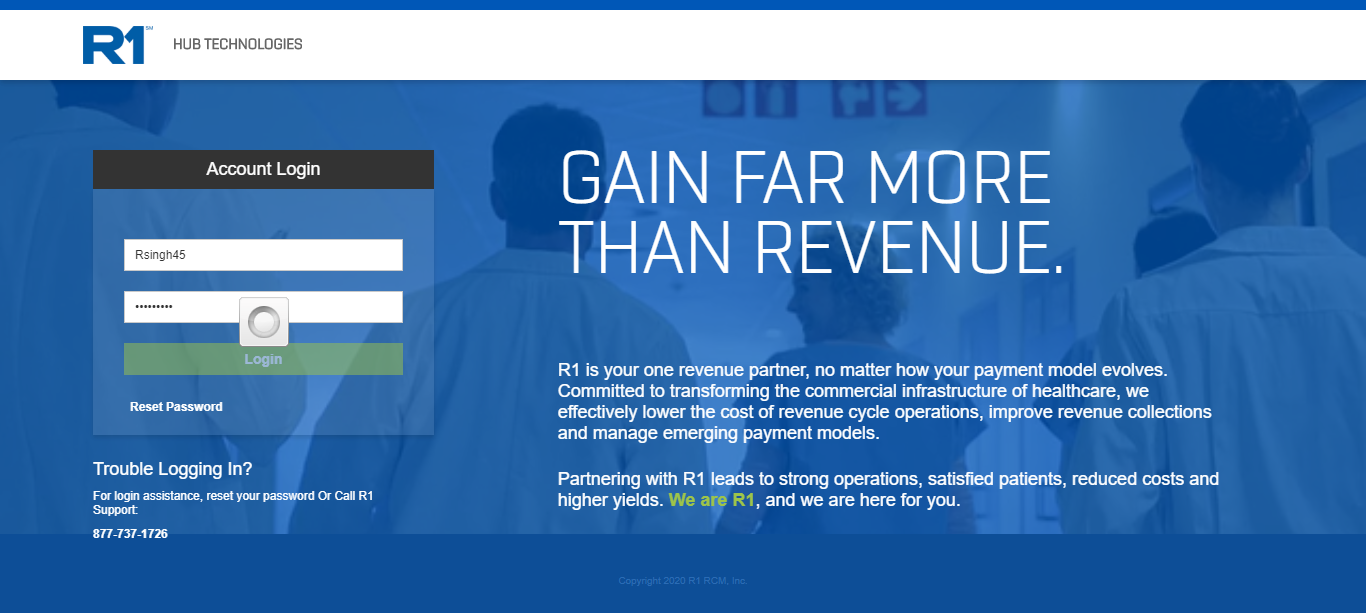 R1 SM
HUB TECHNOLOGIES
Account Login
Rsingh45
•••••••••
Login
Reset Password
Trouble Logging In?
For login assistance, reset your password Or Call R1
Support:
877-737-1726
GAIN FAR MORE
THAN REVENUE.
R1 is your one revenue partner, no matter how your payment model evolves.
Committed to transforming the commercial infrastructure of healthcare, we
effectively lower the cost of revenue cycle operations, improve revenue collections
and manage emerging payment models.
Partnering with R1 leads to strong operations, satisfied patients, reduced costs and
higher yields. We are R1, and we are here for you.
Copyright 2020 R1 RCM, Inc.